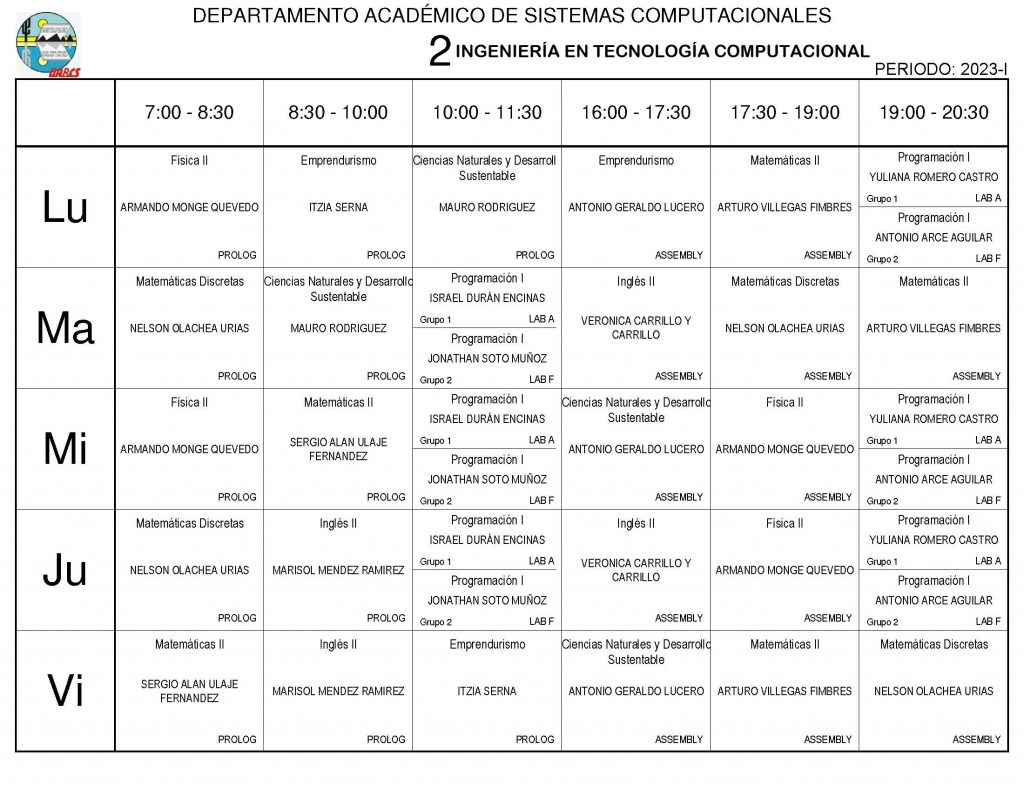 DEPARTAMENTO ACADÉMICO DE SISTEMAS COMPUTACIONALES
2 INGENIERÍA EN TECNOLOGÍA COMPUTACIONAL
UABCS
PERIODO: 2023-I
7:00 - 8:30
8:30 - 10:00
10:00 - 11:30
16:00 - 17:30
17:30 - 19:00
19:00 - 20:30
Lu
Física II
ARMANDO MONGE QUEVEDO
PROLOG
Emprendurismo
ITZIA SERNA
PROLOG
Ciencias Naturales y Desarroll
Sustentable
MAURO RODRIGUEZ
PROLOG
Emprendurismo
ANTONIO GERALDO LUCERO
ASSEMBLY
Matemáticas II
ARTURO VILLEGAS FIMBRES
ASSEMBLY
Programación I
YULIANA ROMERO CASTRO
Grupo 1 LAB A
Programación I
ANTONIO ARCE AGUILAR
Grupo 2 LAB F
Ma
Matemáticas Discretas
NELSON OLACHEA URIAS
PROLOG
Ciencias Naturales y Desarrollo
Sustentable
MAURO RODRIGUEZ
PROLOG
Programación I
ISRAEL DURÁN ENCINAS
Grupo 1 LAB A
Programación I
JONATHAN SOTO MUÑOZ
Grupo 2 LAB F
Inglés II
VERONICA CARRILLO Y
CARRILLO
ASSEMBLY
Matemáticas Discretas
NELSON OLACHEA URIAS
ASSEMBLY
Matemáticas II
ARTURO VILLEGAS FIMBRES
ASSEMBLY
Mi
Física II
ARMANDO MONGE QUEVEDO
PROLOG
Matemáticas II
SERGIO ALAN ULAJE
FERNANDEZ
PROLOG
Programación I
ISRAEL DURÁN ENCINAS
Grupo 1 LAB A
Programación I
JONATHAN SOTO MUÑOZ
Grupo 2 LAB F
Ciencias Naturales y Desarrollo
Sustentable
ANTONIO GERALDO LUCERO
ASSEMBLY
Física II
ARMANDO MONGE QUEVEDO
ASSEMBLY
Programación I
YULIANA ROMERO CASTRO
Grupo 1 LAB A
Programación I
ANTONIO ARCE AGUILAR
Grupo 2 LAB F
Ju
Matemáticas Discretas
NELSON OLACHEA URIAS
PROLOG
Inglés II
MARISOL MENDEZ RAMIREZ
PROLOG
Programación I
ISRAEL DURÁN ENCINAS
Grupo 1 LAB A
Programación I
JONATHAN SOTO MUÑOZ
Grupo 2 LAB F
Inglés II
VERONICA CARRILLO Y
CARRILLO
ASSEMBLY
Física II
ARMANDO MONGE QUEVEDO
ASSEMBLY
Programación I
YULIANA ROMERO CASTRO
Grupo 1 LAB A
Programación I
ANTONIO ARCE AGUILAR
Grupo 2 LAB F
Vi
Matemáticas II
SERGIO ALAN ULAJE
FERNANDEZ
PROLOG
Inglés II
MARISOL MENDEZ RAMIREZ
PROLOG
Emprendurismo
ITZIA SERNA
PROLOG
Ciencias Naturales y Desarrollo
Sustentable
ANTONIO GERALDO LUCERO
ASSEMBLY
Matemáticas II
ARTURO VILLEGAS FIMBRES
ASSEMBLY
Matemáticas Discretas
NELSON OLACHEA URIAS
ASSEMBLY